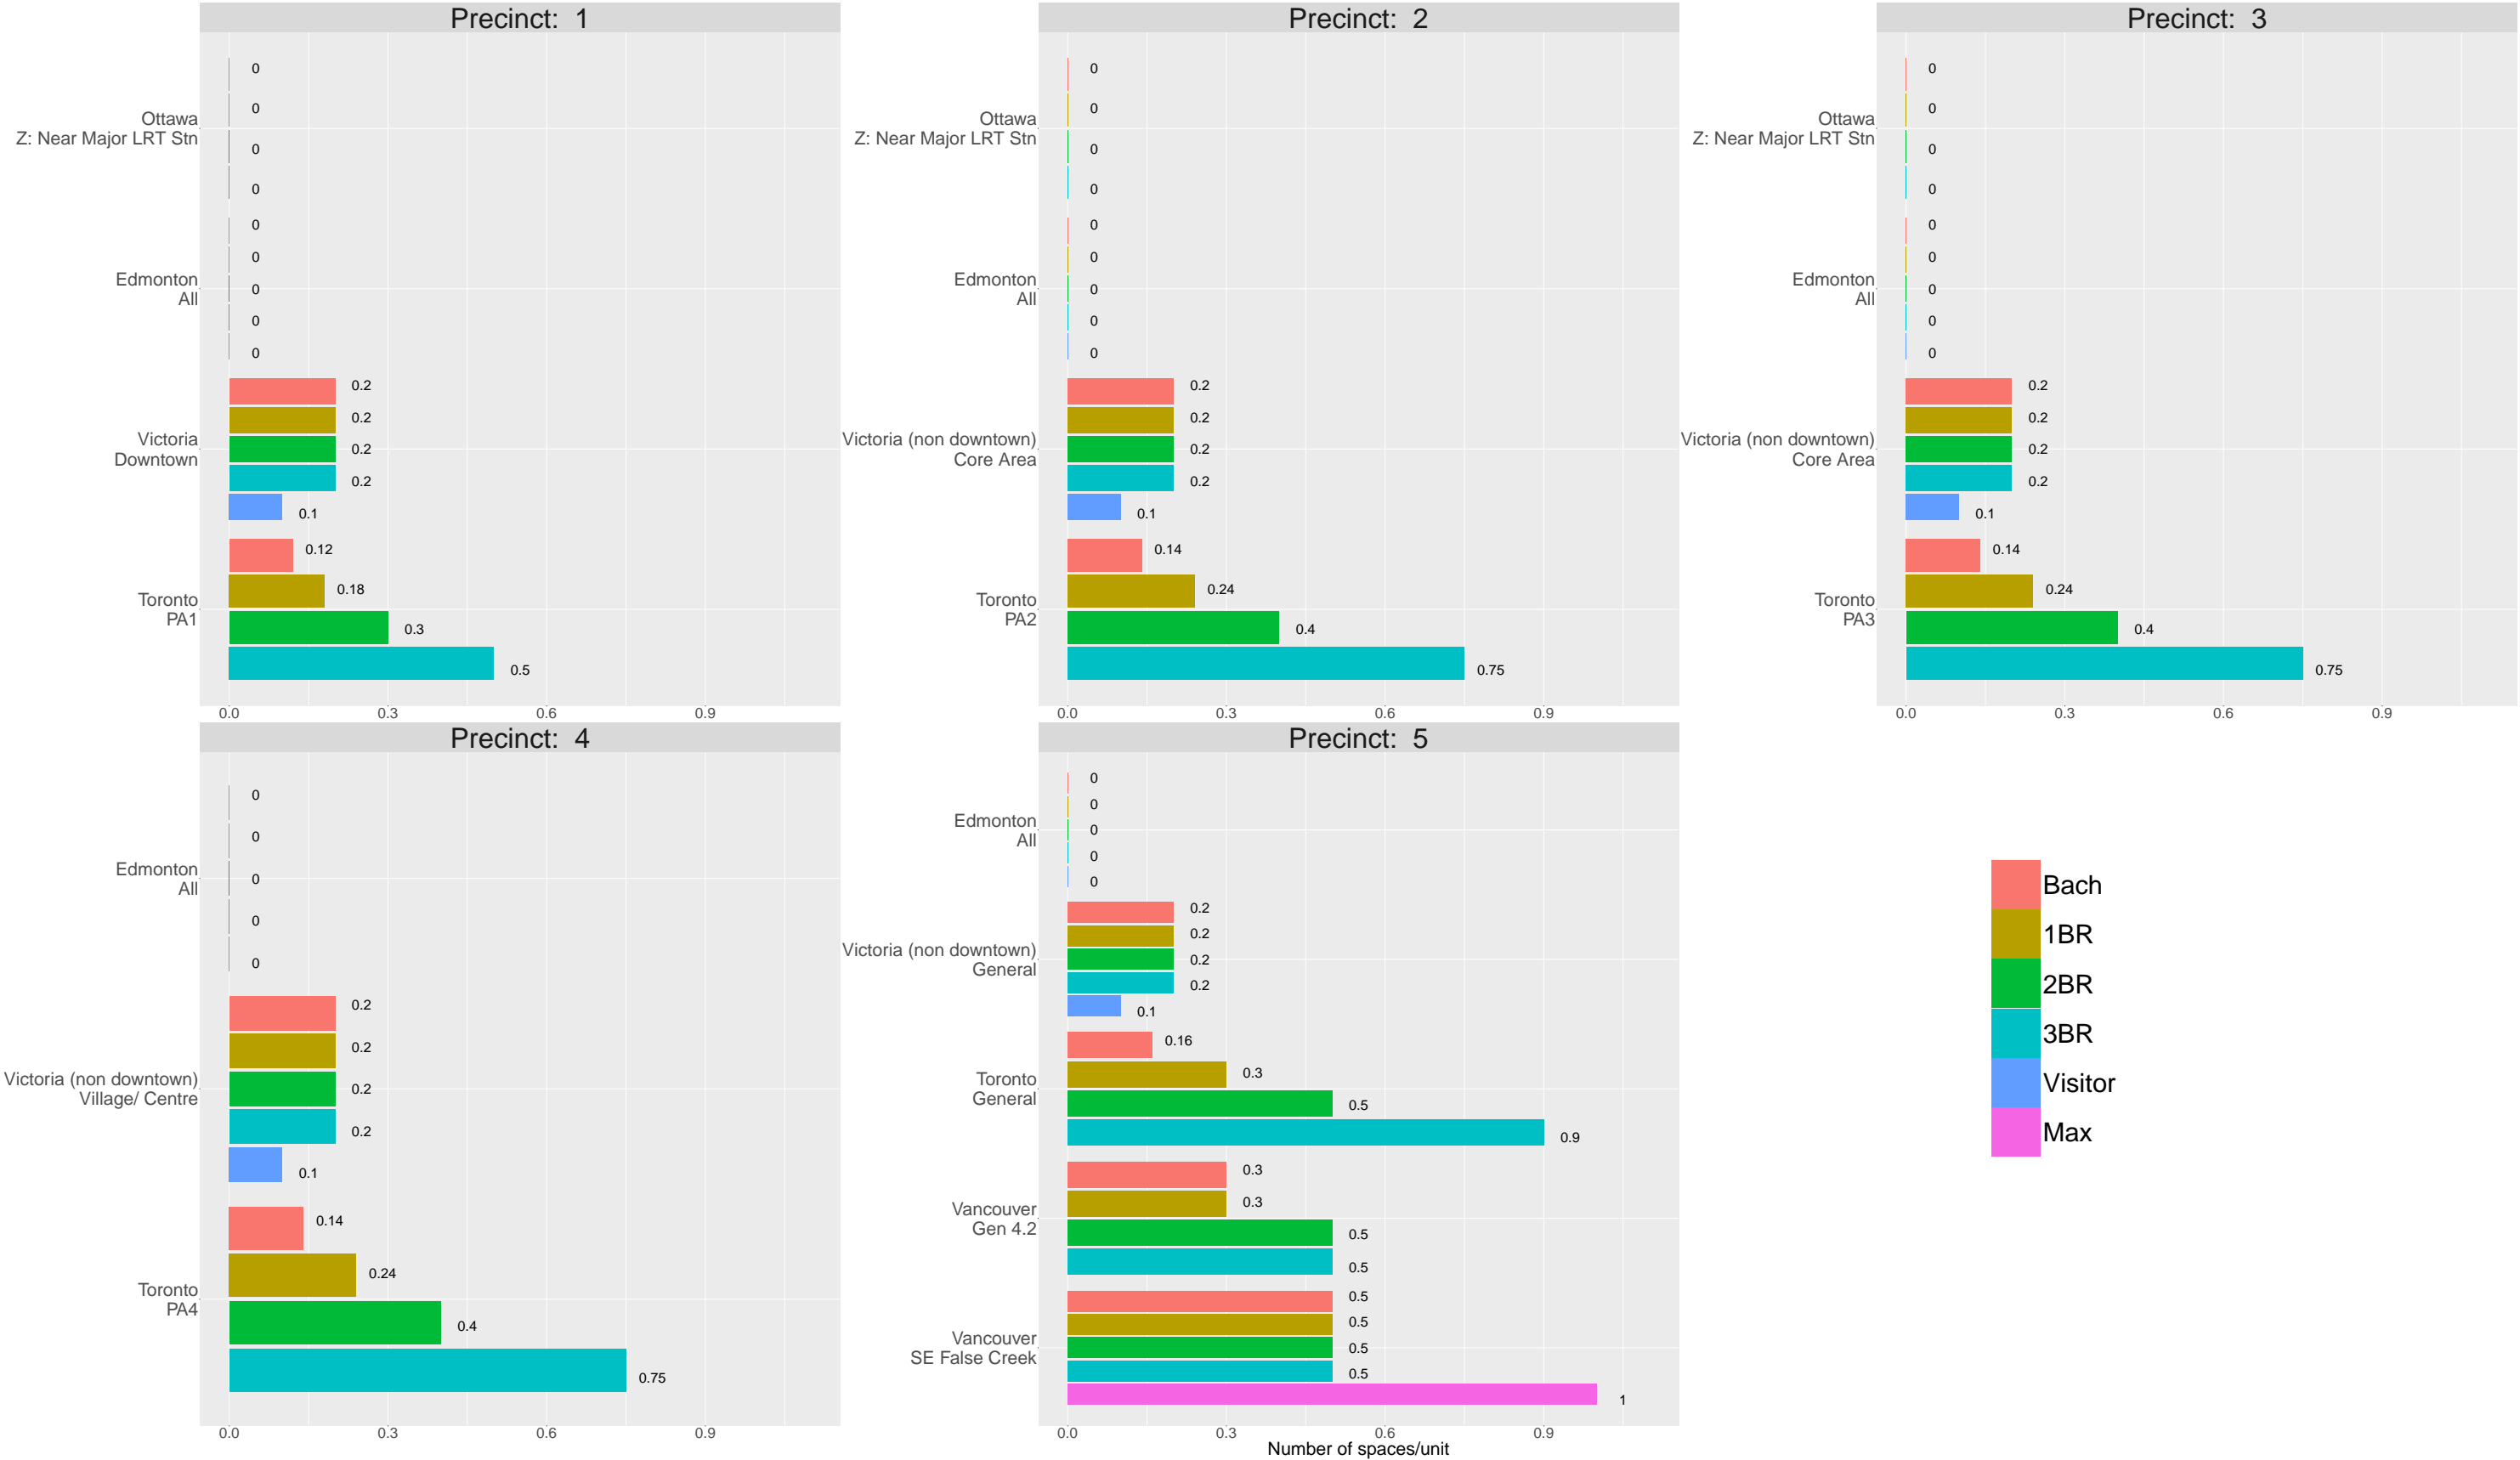 Precinct: 1
Ottawa
Z: Near Major LRT Stn
0
0
0
0
Edmonton
All
0
0
0
0
0
Victoria
Downtown
0.2
0.2
0.2
0.2
0.1
Toronto
PA1
0.12
0.18
0.3
0.5
0.0 0.3 0.6 0.9
Precinct: 2
Ottawa
Z: Near Major LRT Stn
0
0
0
0
Edmonton
All
0
0
0
0
0
Victoria (non downtown)
Core Area
0.2
0.2
0.2
0.2
0.1
Toronto
PA2
0.14
0.24
0.4
0.75
0.0 0.3 0.6 0.9
Precinct: 3
Ottawa
Z: Near Major LRT Stn
0
0
0
0
Edmonton
All
0
0
0
0
0
Victoria (non downtown)
Core Area
0.2
0.2
0.2
0.2
0.1
Toronto
PA3
0.14
0.24
0.4
0.75
0.0 0.3 0.6 0.9
Precinct: 4
Edmonton
All
0
0
0
0
0
Victoria (non downtown)
Village/ Centre
0.2
0.2
0.2
0.2
0.1
Toronto
PA4
0.14
0.24
0.4
0.75
0.0 0.3 0.6 0.9
Precinct: 5
Edmonton
All
0
0
0
0
0
Victoria (non downtown)
General
0.2
0.2
0.2
0.2
0.1
Toronto
General
0.16
0.3
0.5
0.9
Vancouver
Gen 4.2
0.3
0.3
0.5
0.5
Vancouver
SE False Creek
0.5
0.5
0.5
0.5
1
0.0 0.3 0.6 0.9
Number of spaces/unit
Bach
1BR
2BR
3BR
Visitor
Max